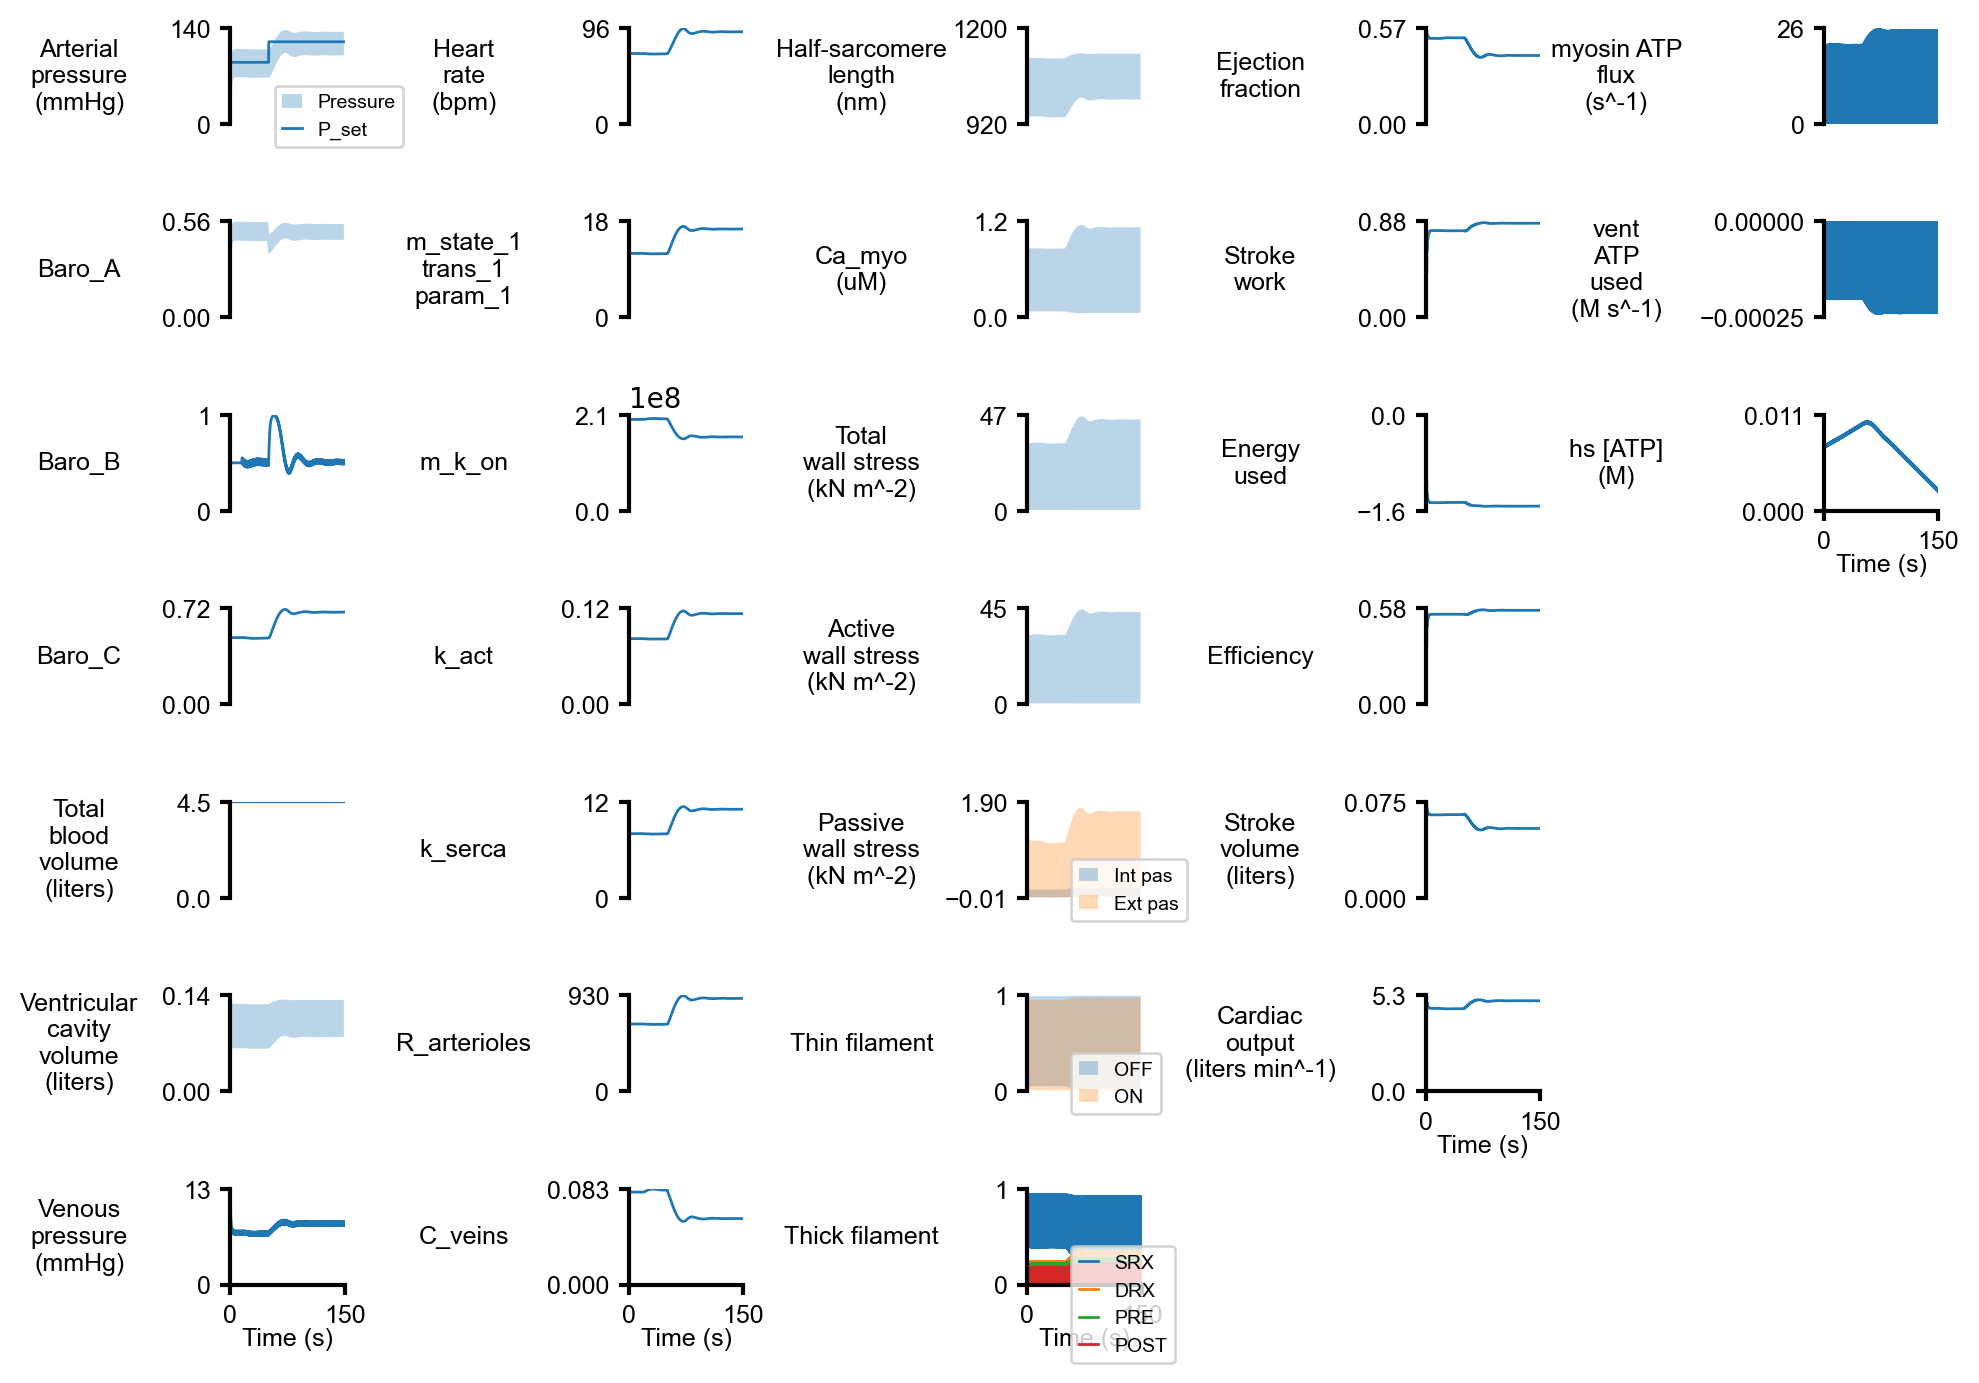 Arterial
pressure
(mmHg)
140
0
Pressure
P_set
Heart
rate
(bpm)
96
0
Half-sarcomere
length
(nm)
1200
920
Ejection
fraction
0.57
0.00
myosin ATP
flux
(s^-1)
26
0
Baro_A
0.56
0.00
m_state_1
trans_1
param_1
18
0
Ca_myo
(uM)
1.2
0.0
Stroke
work
0.88
0.00
vent
ATP
used
(M s^-1)
0.00000
−0.00025
Baro_B
1
0
m_k_on
1e8
2.1
0.0
Total
wall stress
(kN m^-2)
47
0
Energy
used
0.0
−1.6
hs [ATP]
(M)
0.011
0.000
0 150
Time (s)
Baro_C
0.72
0.00
k_act
0.12
0.00
Active
wall stress
(kN m^-2)
45
0
Efficiency
0.58
0.00
Total
blood
volume
(liters)
4.5
0.0
k_serca
12
0
Passive
wall stress
(kN m^-2)
1.90
−0.01
Int pas
Ext pas
Stroke
volume
(liters)
0.075
0.000
Ventricular
cavity
volume
(liters)
0.14
0.00
R_arterioles
930
0
Thin filament
1
0
OFF
ON
Cardiac
output
(liters min^-1)
5.3
0.0
0 150
Time (s)
Venous
pressure
(mmHg)
13
0
0 150
Time (s)
C_veins
0.083
0.000
0 150
Time (s)
Thick filament
1
0
0 150
Time (s)
SRX
DRX
PRE
POST